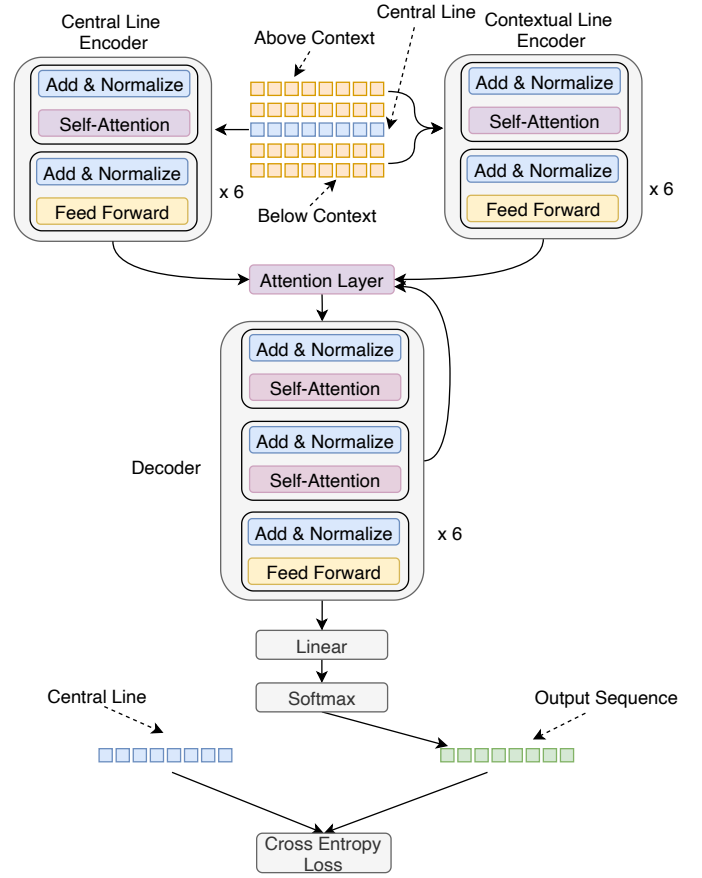 Central Line
Encoder
Add & Normalize
Self-Attention
Add & Normalize
Feed Forward
x 6
Above Context
Central Line
Below Context
Contextual Line
Encoder
Add & Normalize
Self-Attention
Add & Normalize
Feed Forward
x 6
Attention Layer
Decoder
Add & Normalize
Self-Attention
Add & Normalize
Self-Attention
Add & Normalize
Feed Forward
x 6
Linear
Softmax
Central Line
Output Sequence
Cross Entropy
Loss